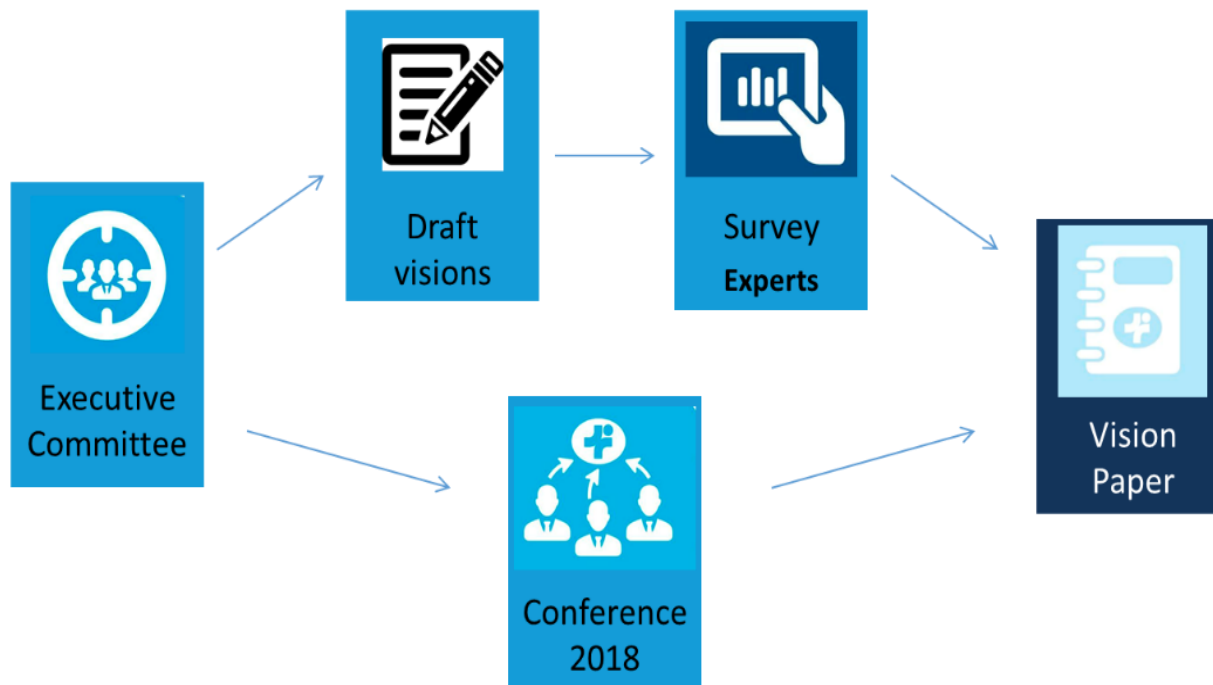 Draft
visions
Survey
Experts
Executive
Committee
Vision
Paper
Conference
2018